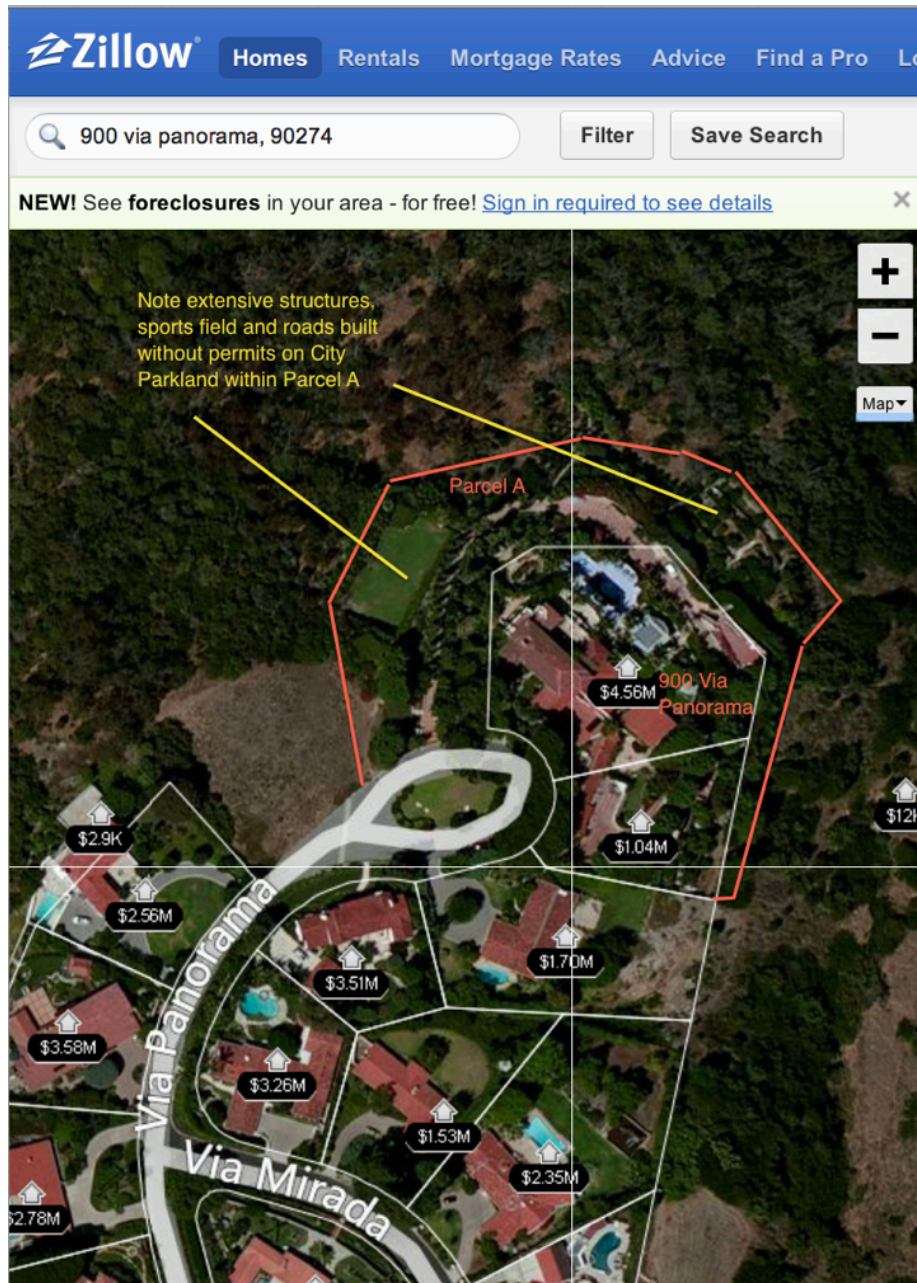 Zillow
Homes Rentals Mortgage Rates Advice Find a Pro
900 via panorama, 90274
Filter
Save Search
NEW! See foreclosures in your area - for free! Sign in required to see details
Note extensive structures,
sports field and roads built
without permits on City
Parkland within Parcel A
Map
Parcel A
$4.56M
900 Via
Panorama
$2.9K
$1.04M
$2.56M
$1.70M
$3.51M
$3.58M
Via Panorama
$3.26M
$1.53M
Via Mirada
$2.35M
$2.78M